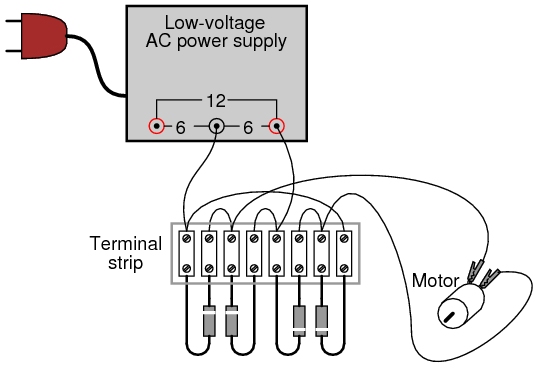 Low-voltage
AC power supply
12
6 6
Terminal
strip
Motor